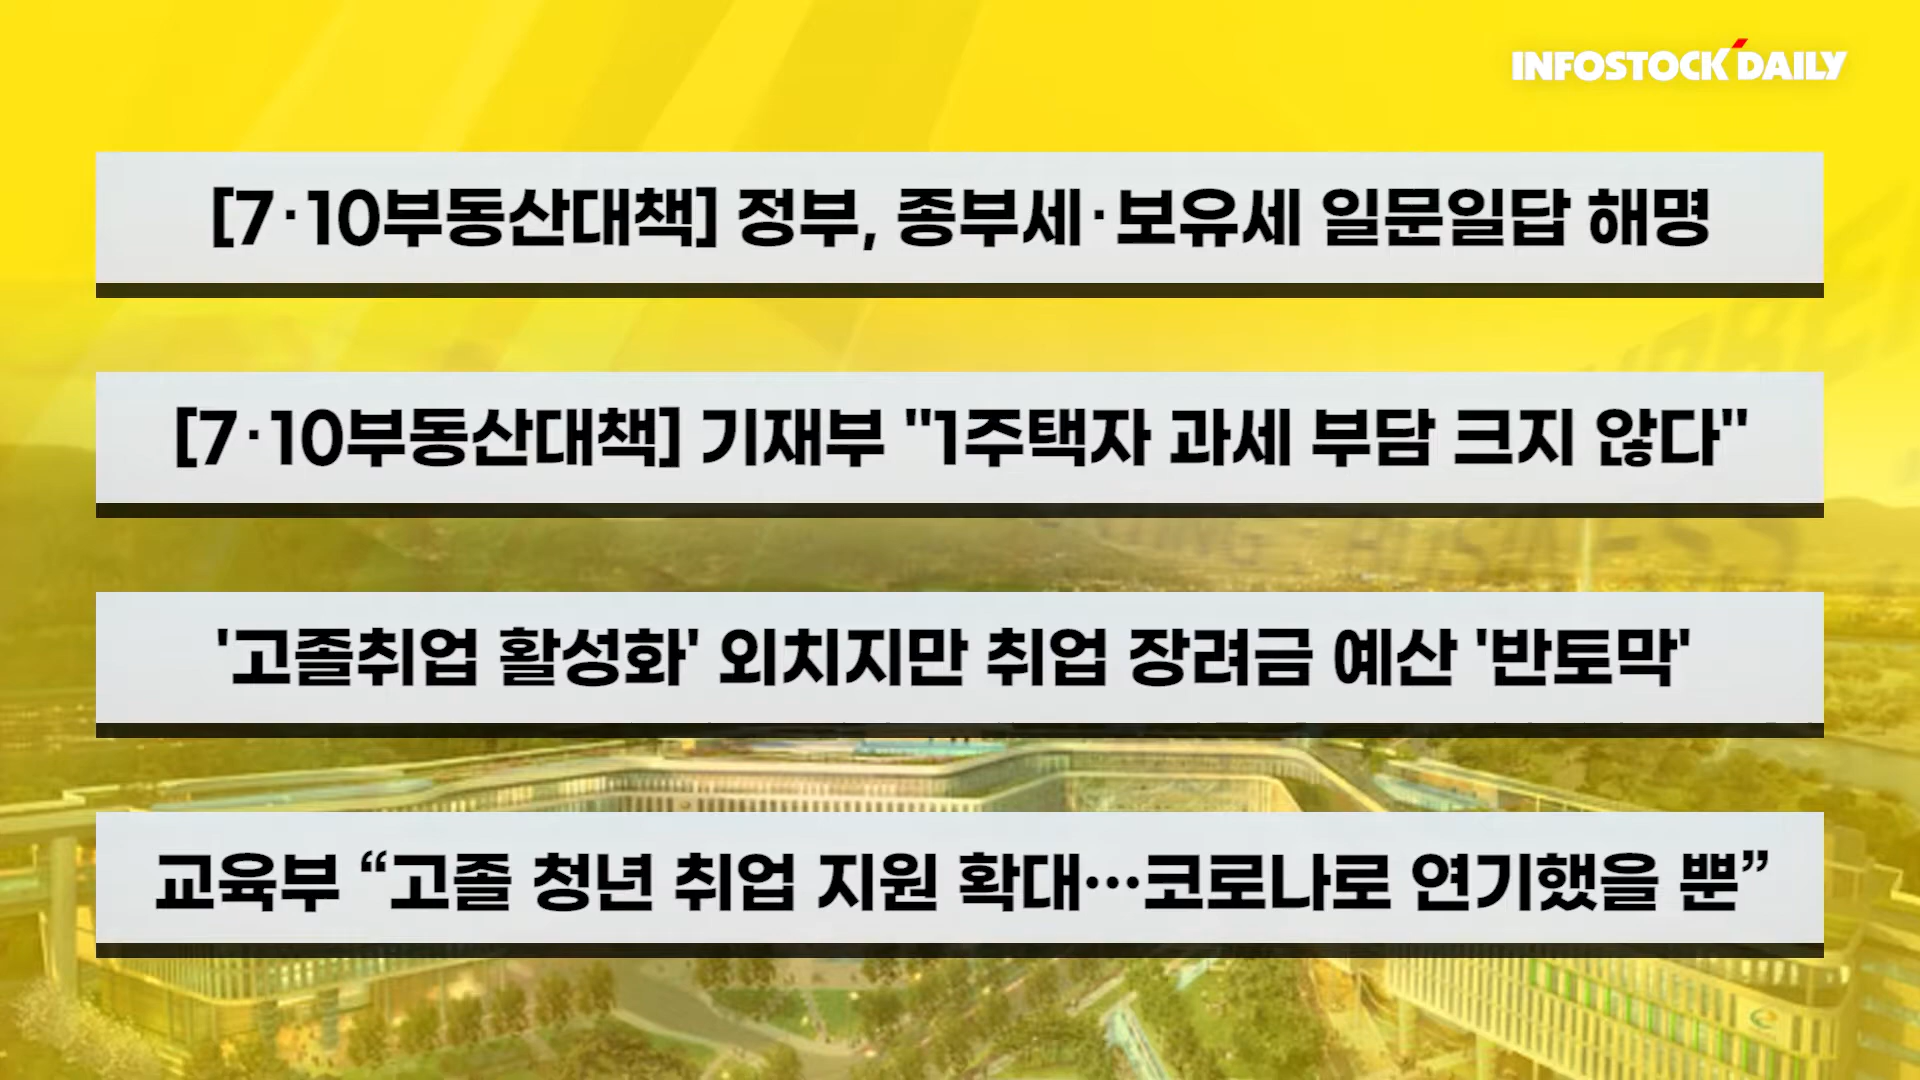 INFOSTOCK DAILY
[7·10부동산대책] 정부, 종부세·보유세 일문일답 해명
[7·10부동산대책] 기재부 "1주택자 과세 부담 크지 않다"
'고졸취업 활성화' 외치지만 취업 장려금 예산 '반토막'
교육부 “고졸 청년 취업 지원 확대…코로나로 연기했을 뿐”